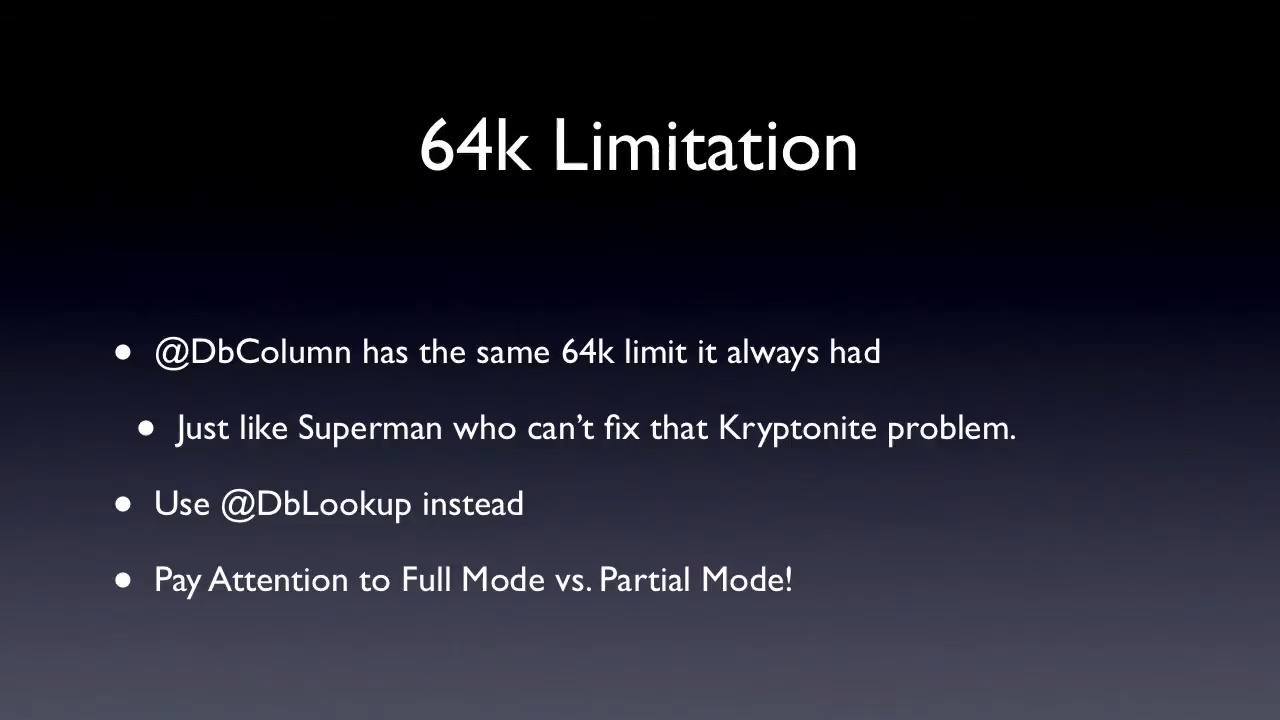 64k Limitation
• @DbColumn has the same 64k limit it always had
• Just like Superman who can’t fix that Kryptonite problem.
• Use @DbLookup instead
• Pay Attention to Full Mode vs. Partial Mode!